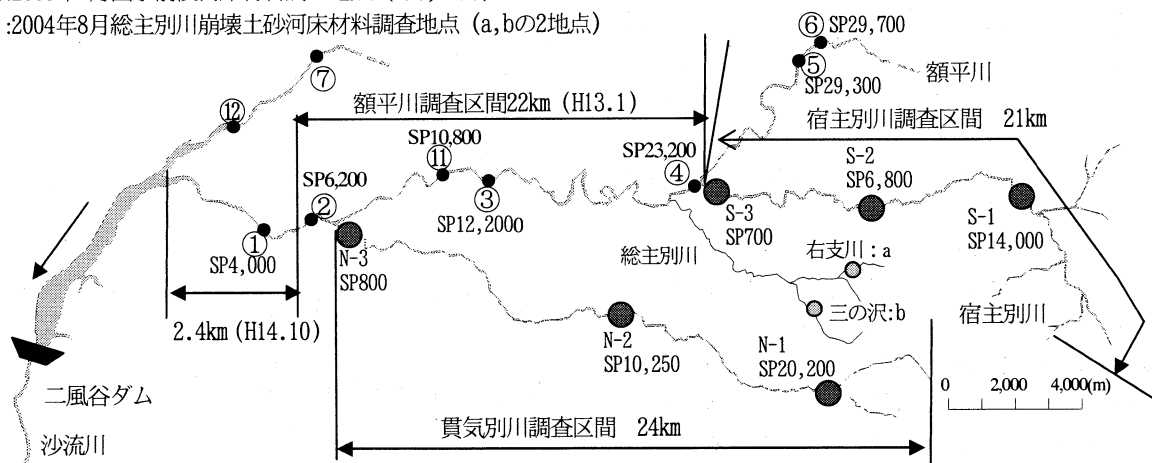 :2004年8月総主別川崩壊土砂河床材料調査地点 (a,bの2地点)
⑥ SP29,700
⑤
SP29,300
額平川
⑦
⑫
額平川調査区間22km (H13.1)
宿主別川調査区間 21km
SP10,800
⑪
SP23,200
④
S-2
SP6,800
SP6,200
②
③
SP12,2000
S-3
SP700
S-1
SP14,000
①
SP4,000
N-3
SP800
総主別川
右支川:a
三の沢:b
宿主別川
2.4km (H14.10)
N-2
SP10,250
N-1
SP20,200
0 2,000 4,000(m)
二風谷ダム
貫気別川調査区間 24km
沙流川